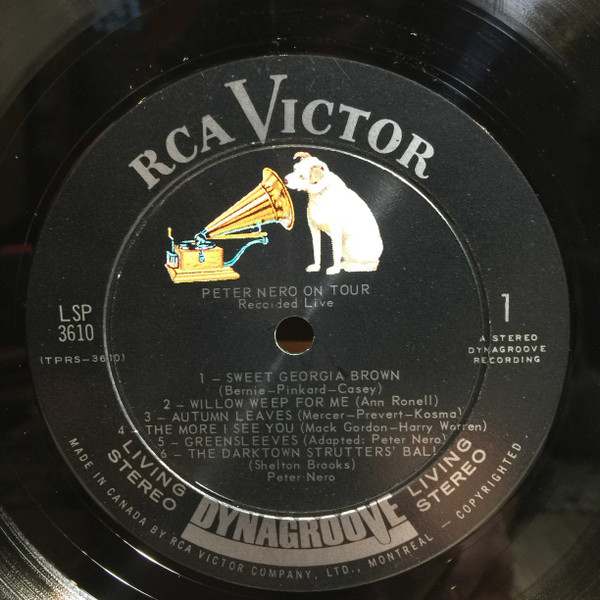 RCA VICTOR
PETER NERO ON TOUR
Recorded Live
LSP
3610
(TPRS-3610)
1
A STEREO
DYNAGROOVE
RECORDING
1 – SWEET GEORGIA BROWN
(Bernie–Pinkard–Casey)
2 – WILLOW WEEP FOR ME (Ann Ronell)
3 – AUTUMN LEAVES (Mercer–Prevert–Kosma)
4 – THE MORE I SEE YOU (Mack Gordon–Harry Warren)
5 – GREENSLEEVES (Adapted: Peter Nero)
6 – THE DARKTOWN STRUTTERS' BALL
(Shelton Brooks)
Peter Nero
LIVING
STEREO
LIVING
STEREO
DYNAGROOVE
MADE IN CANADA BY RCA VICTOR COMPANY, LTD., MONTREAL — COPYRIGHTED